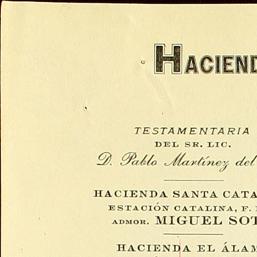 HACIEND
TESTAMENTARIA
DEL SR. LIC.
D. Pablo Martínez del
HACIENDA SANTA CATA
ESTACIÓN CATALINA, F.
ADMOR. MIGUEL SOT
HACIENDA EL ÁLAM